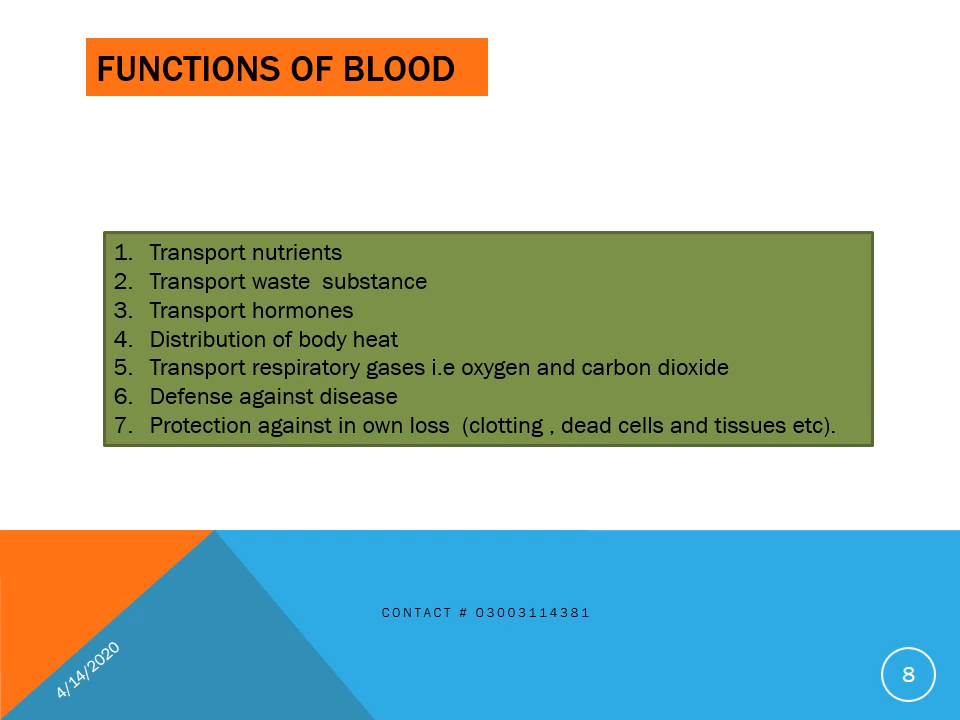 FUNCTIONS OF BLOOD
1. Transport nutrients
2. Transport waste  substance
3. Transport hormones
4. Distribution of body heat
5. Transport respiratory gases i.e oxygen and carbon dioxide
6. Defense against disease
7. Protection against in own loss  (clotting , dead cells and tissues etc).
CONTACT # 03003114381
4/14/2020
8